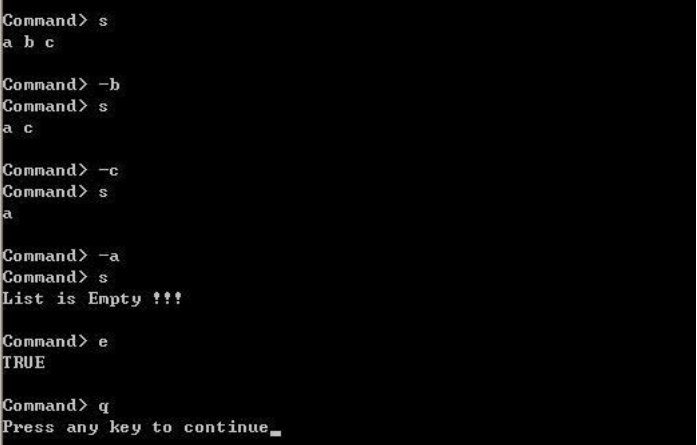 Command> s
a b c
Command> -b
Command> s
a c
Command> -c
Command> s
a
Command> -a
Command> s
List is Empty !!!
Command> e
TRUE
Command> q
Press any key to continue_